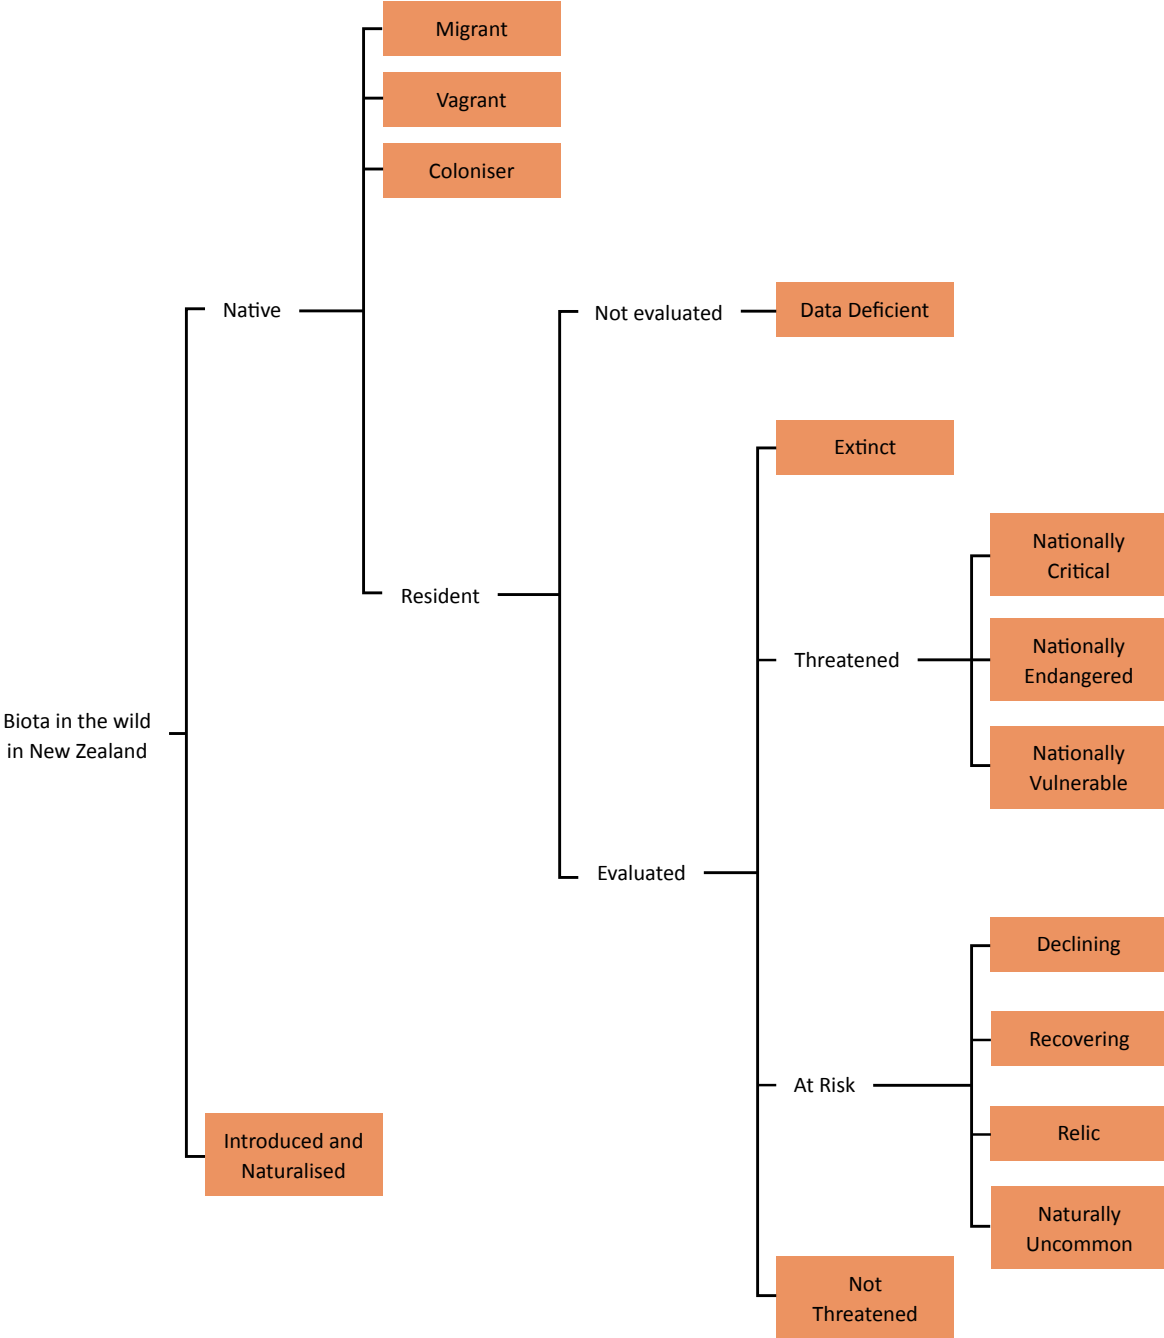 Migrant
Vagrant
Coloniser
Native
Not evaluated
Data Deficient
Extinct
Nationally
Critical
Resident
Threatened
Nationally
Endangered
Biota in the wild
in New Zealand
Nationally
Vulnerable
Evaluated
Declining
Recovering
At Risk
Relic
Introduced and
Naturalised
Naturally
Uncommon
Not
Threatened